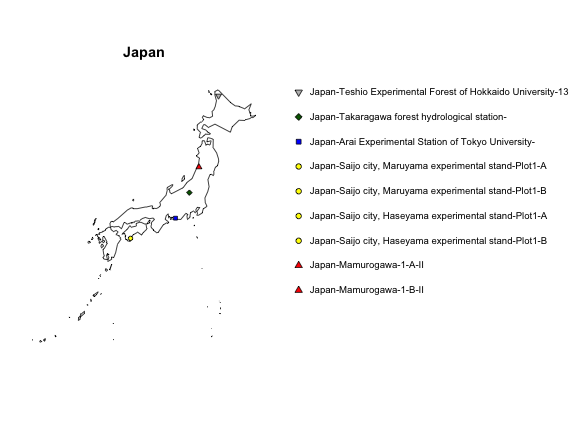 Japan
Japan-Teshio Experimental Forest of Hokkaido University-13
Japan-Takaragawa forest hydrological station-
Japan-Arai Experimental Station of Tokyo University-
Japan-Saijo city, Maruyama experimental stand-Plot1-A
Japan-Saijo city, Maruyama experimental stand-Plot1-B
Japan-Saijo city, Haseyama experimental stand-Plot1-A
Japan-Saijo city, Haseyama experimental stand-Plot1-B
Japan-Mamurogawa-1-A-II
Japan-Mamurogawa-1-B-II